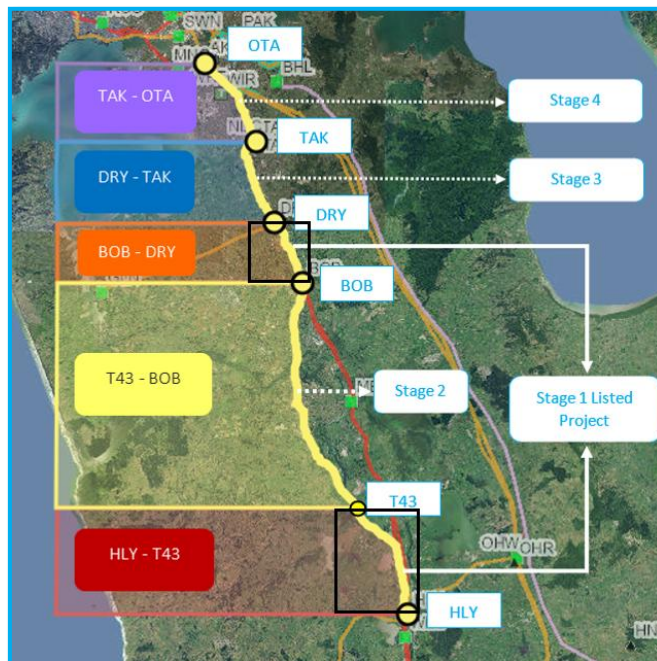 SWN
PAK
OTA
BHL
TAK - OTA
Stage 4
TAK
DRY - TAK
Stage 3
DRY
BOB - DRY
BOB
T43 - BOB
Stage 2
Stage 1 Listed
Project
T43
HLY - T43
OHW
OHR
HLY
HN